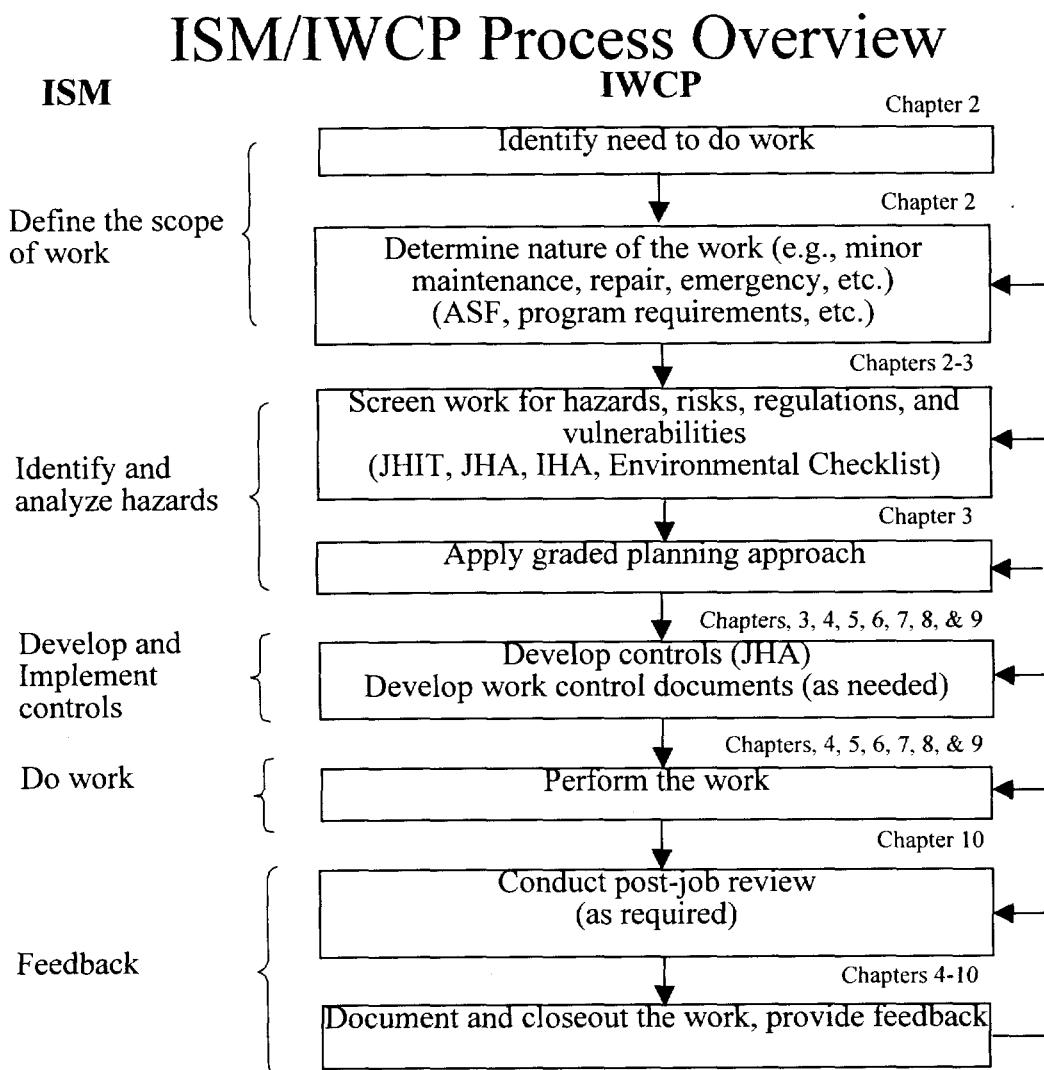 ISM/IWCP Process Overview
ISM
IWCP
Chapter 2
Identify need to do work
Chapter 2
Define the scope
of work
Determine nature of the work (e.g., minor
maintenance, repair, emergency, etc.)
(ASF, program requirements, etc.)
Chapters 2-3
Screen work for hazards, risks, regulations, and
vulnerabilities
(JHIT, JHA, IHA, Environmental Checklist)
Identify and
analyze hazards
Chapter 3
Apply graded planning approach
Chapters, 3, 4, 5, 6, 7, 8, & 9
Develop and
Implement
controls
Develop controls (JHA)
Develop work control documents (as needed)
Chapters, 4, 5, 6, 7, 8, & 9
Do work
Perform the work
Chapter 10
Conduct post-job review
(as required)
Feedback
Chapters 4-10
Document and closeout the work, provide feedback